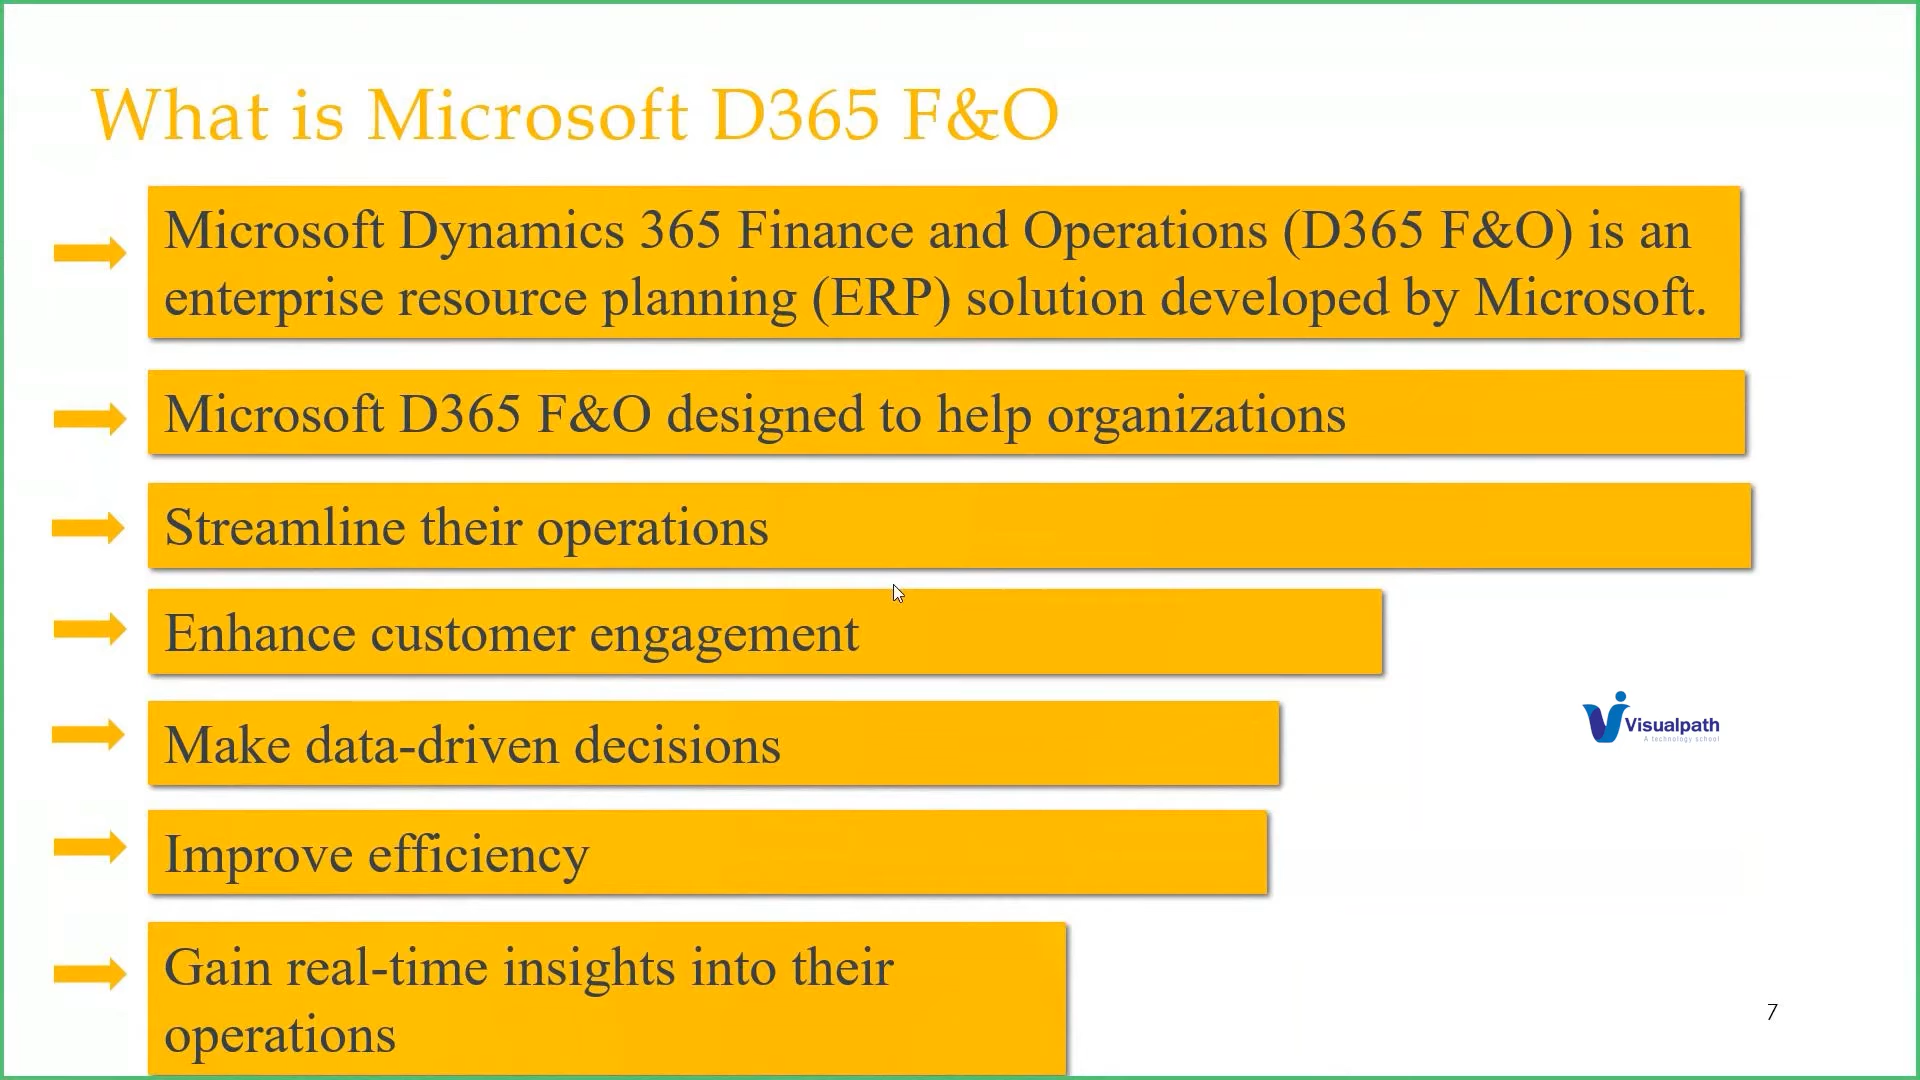 What is Microsoft D365 F&O
Microsoft Dynamics 365 Finance and Operations (D365 F&O) is an
enterprise resource planning (ERP) solution developed by Microsoft.
Microsoft D365 F&O designed to help organizations
Streamline their operations
Enhance customer engagement
Make data-driven decisions
Visualpath
A technology school
Improve efficiency
Gain real-time insights into their
operations
7